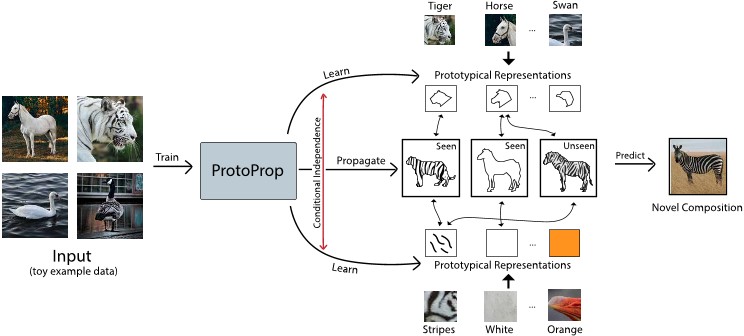 Tiger Horse ... Swan
Prototypical Representations
...
Learn
Conditional Independence
Train
ProtoProp
Propagate
Seen Seen Unseen
Predict
Novel Composition
Input
(toy example data)
Learn
...
Prototypical Representations
...
Stripes White Orange